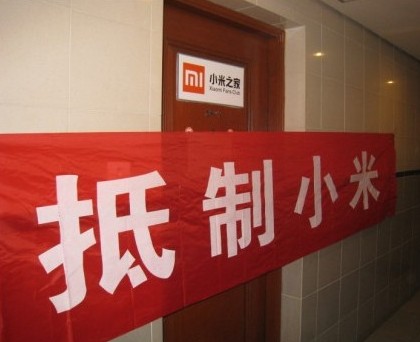 mi 小米之家
Xiaomi Fans Club
抵制小米